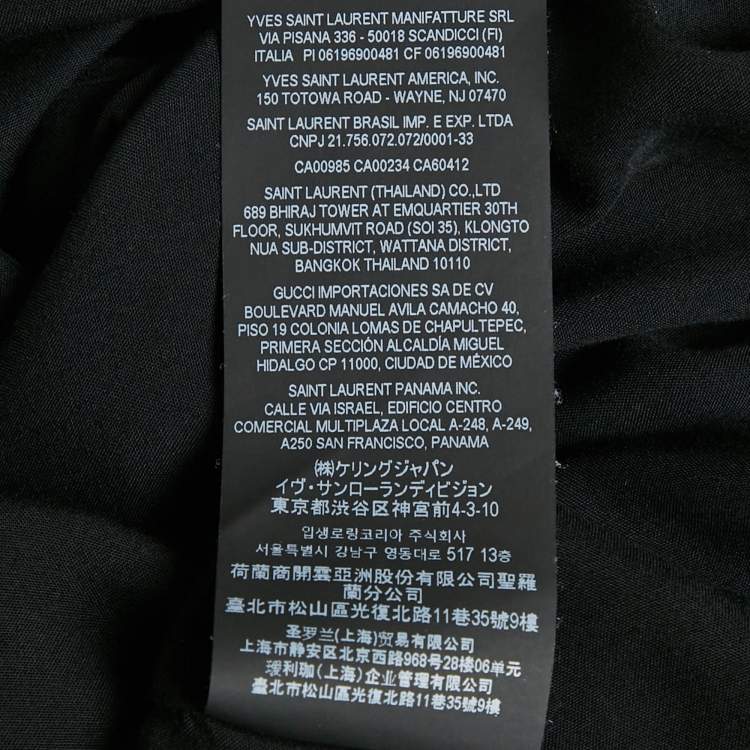 YVES SAINT LAURENT MANIFATTURE SRL
VIA PISANA 336 - 50018 SCANDICCI (FI)
ITALIA PI 06196900481 CF 06196900481
YVES SAINT LAURENT AMERICA, INC.
150 TOTOWA ROAD - WAYNE, NJ 07470
SAINT LAURENT BRASIL IMP. E EXP. LTDA
CNPJ 21.756.072.072/0001-33
CA00985 CA00234 CA60412
SAINT LAURENT (THAILAND) CO.,LTD
689 BHIRAJ TOWER AT EMQUARTIER 30TH
FLOOR, SUKHUMVIT ROAD (SOI 35), KLONGTO
NUA SUB-DISTRICT, WATTANA DISTRICT,
BANGKOK THAILAND 10110
GUCCI IMPORTACIONES SA DE CV
BOULEVARD MANUEL AVILA CAMACHO 40,
PISO 19 COLONIA LOMAS DE CHAPULTEPEC,
PRIMERA SECCIÓN ALCALDÍA MIGUEL
HIDALGO CP 11000, CIUDAD DE MÉXICO
SAINT LAURENT PANAMA INC.
CALLE VIA ISRAEL, EDIFICIO CENTRO
COMERCIAL MULTIPLAZA LOCAL A-248, A-249,
A250 SAN FRANCISCO, PANAMA
㈱ケリングジャパン
イヴ・サンローランディビジョン
東京都渋谷区神宮前4-3-10
입생로랑코리아 주식회사
서울특별시 강남구 영동대로 517 13층
荷蘭商開雲亞洲股份有限公司聖羅
蘭分公司
臺北市松山區光復北路11巷35號9樓
圣罗兰(上海)贸易有限公司
上海市静安区北京西路968号28楼06单元
瑷利珈(上海)企业管理有限公司
臺北市松山區光復北路11巷35號9樓